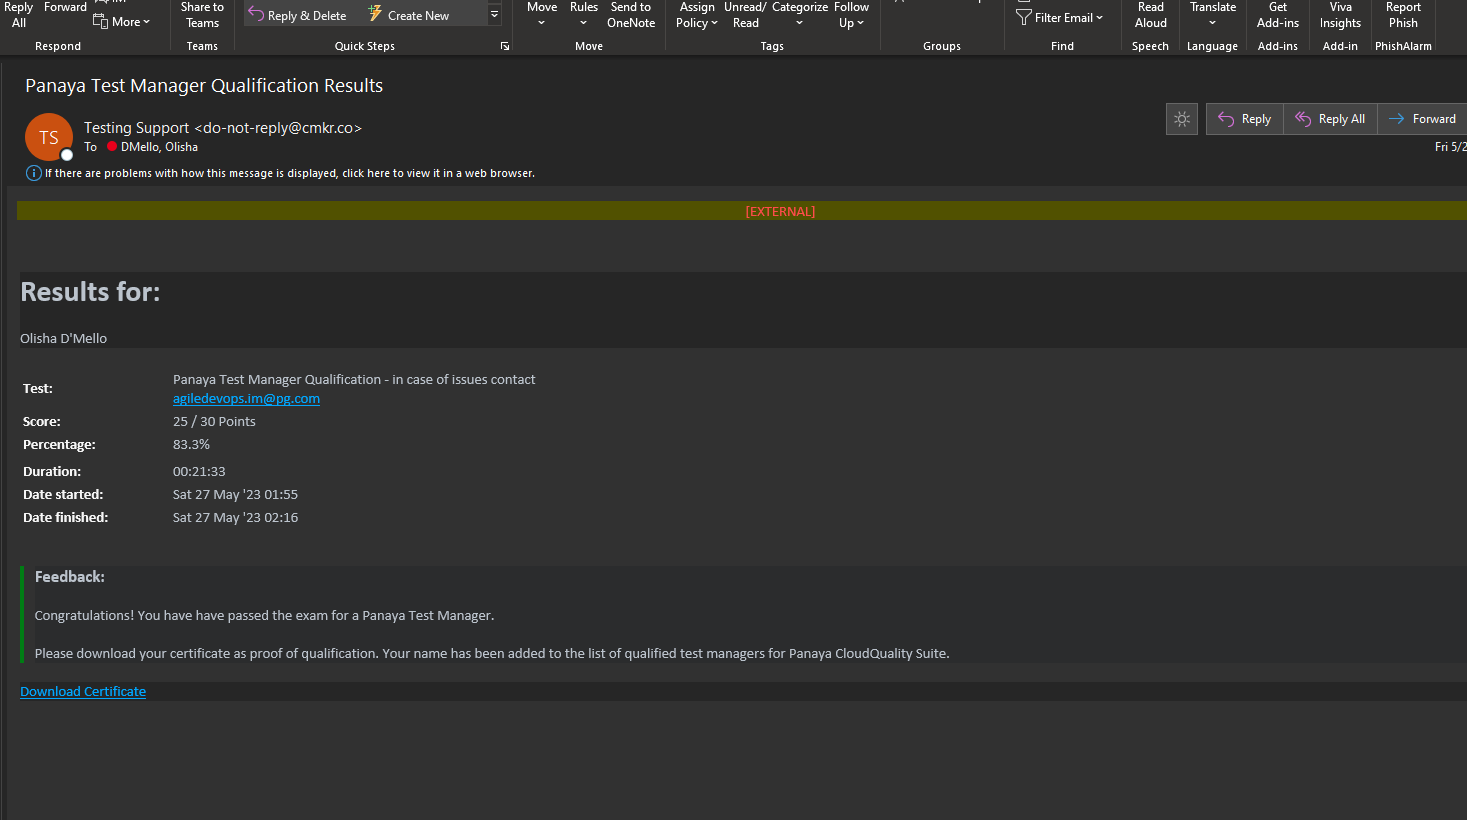 Reply All
Forward
More
Respond
Share to Teams
Teams
Reply & Delete
Create New
Quick Steps
Move
Rules
Send to OneNote
Move
Assign Policy
Unread/ Read
Categorize
Follow Up
Tags
Groups
Filter Email
Find
Read Aloud
Speech
Translate
Language
Get Add-ins
Add-ins
Viva Insights
Add-in
Report Phish
PhishAlarm
Panaya Test Manager Qualification Results
TS
Testing Support <do-not-reply@cmkr.co>
To DMello, Olisha
Reply
Reply All
Forward
Fri 5/2
If there are problems with how this message is displayed, click here to view it in a web browser.
[EXTERNAL]
Results for:
Olisha D'Mello
Test: Panaya Test Manager Qualification - in case of issues contact
agiledevops.im@pg.com
Score: 25 / 30 Points
Percentage: 83.3%
Duration: 00:21:33
Date started: Sat 27 May '23 01:55
Date finished: Sat 27 May '23 02:16
Feedback:
Congratulations! You have have passed the exam for a Panaya Test Manager.
Please download your certificate as proof of qualification. Your name has been added to the list of qualified test managers for Panaya CloudQuality Suite.
Download Certificate